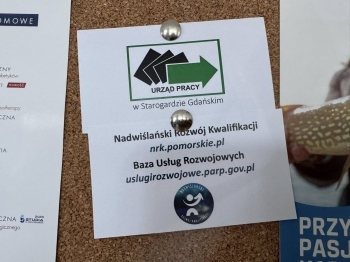 OMOWE
URZĄD PRACY
w Starogardzie Gdańskim
Nadwiślański Rozwój Kwalifikacji
nrk.pomorskie.pl
Baza Usług Rozwojowych
uslugirozwojowe.parp.gov.pl
PRZY
PASJ